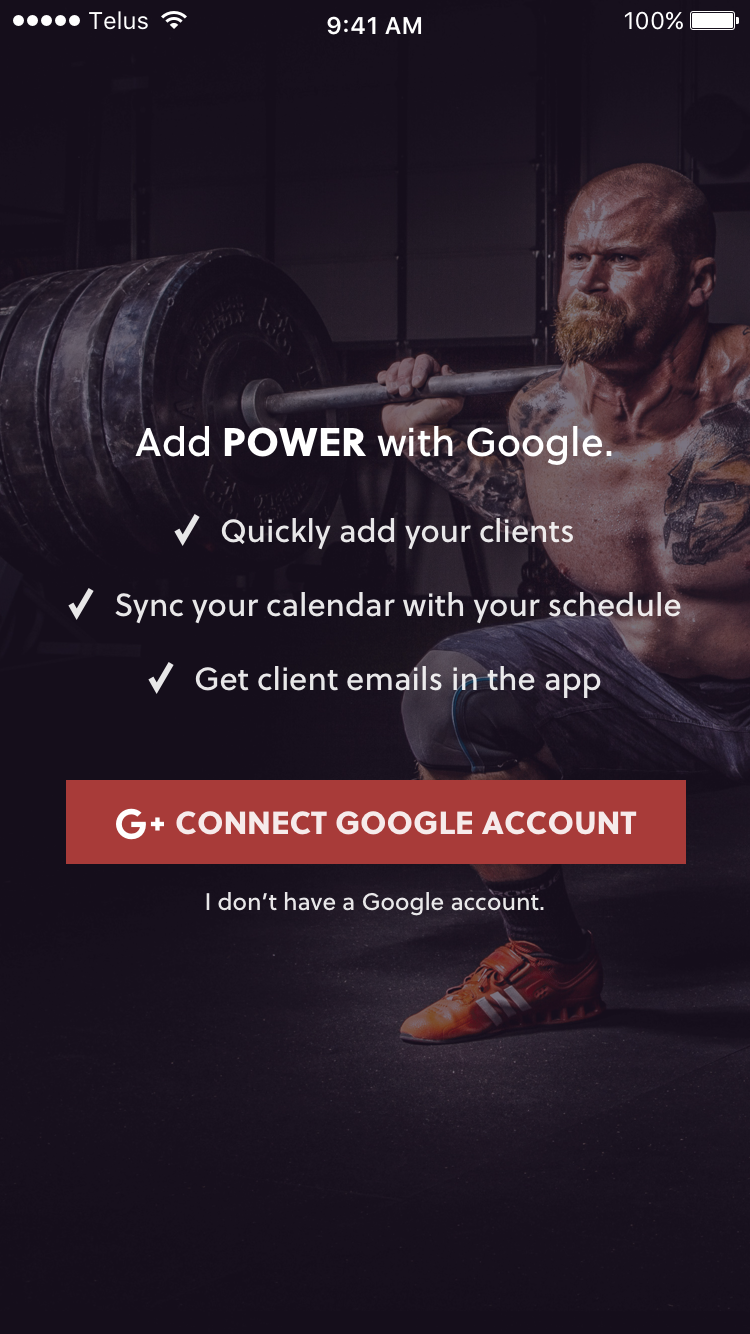 Telus 9:41 AM 100%
Add POWER with Google.
Quickly add your clients
Sync your calendar with your schedule
Get client emails in the app
G+ CONNECT GOOGLE ACCOUNT
I don’t have a Google account.